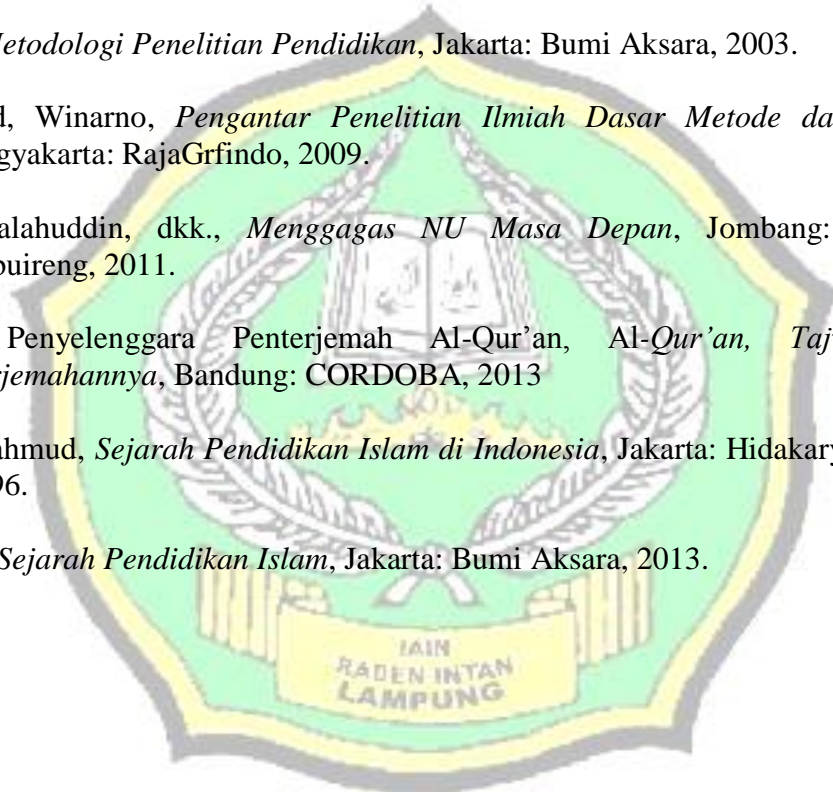 etodologi Penelitian Pendidikan, Jakarta: Bumi Aksara, 2003.
d, Winarno, Pengantar Penelitian Ilmiah Dasar Metode da
gyakarta: RajaGrfindo, 2009.
alahuddin, dkk., Menggagas NU Masa Depan, Jombang:
buireng, 2011.
Penyelenggara Penterjemah Al-Qur’an, Al-Qur’an, Taj
rjemahannya, Bandung: CORDOBA, 2013
ahmud, Sejarah Pendidikan Islam di Indonesia, Jakarta: Hidakary
96.
Sejarah Pendidikan Islam, Jakarta: Bumi Aksara, 2013.
IAIN
RADEN INTAN
LAMPUNG